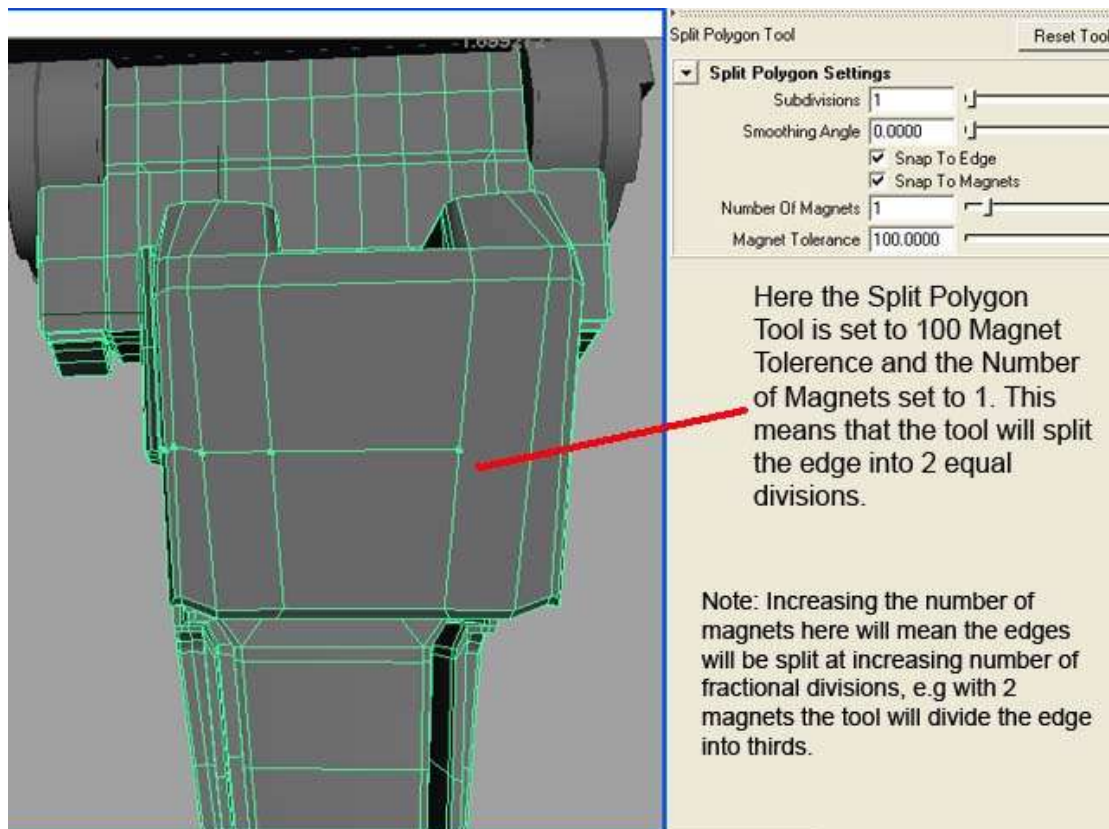 Split Polygon Tool
Reset Tool
Split Polygon Settings
Subdivisions 1
Smoothing Angle 0.0000
Snap To Edge
Snap To Magnets
Number Of Magnets 1
Magnet Tolerance 100.0000
Here the Split Polygon
Tool is set to 100 Magnet
Tolerence and the Number
of Magnets set to 1. This
means that the tool will split
the edge into 2 equal
divisions.
Note: Increasing the number of
magnets here will mean the edges
will be split at increasing number of
fractional divisions, e.g with 2
magnets the tool will divide the edge
into thirds.